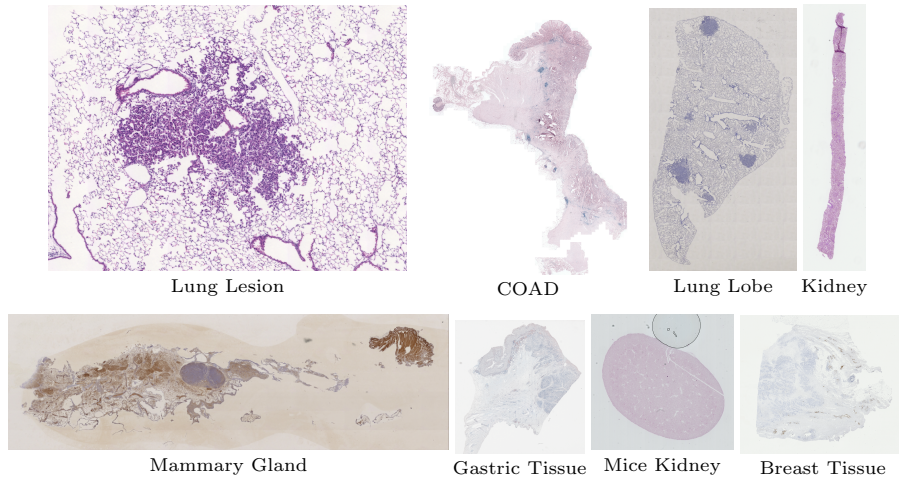 Lung Lesion
COAD
Lung Lobe
Kidney
Mammary Gland
Gastric Tissue
Mice Kidney
Breast Tissue